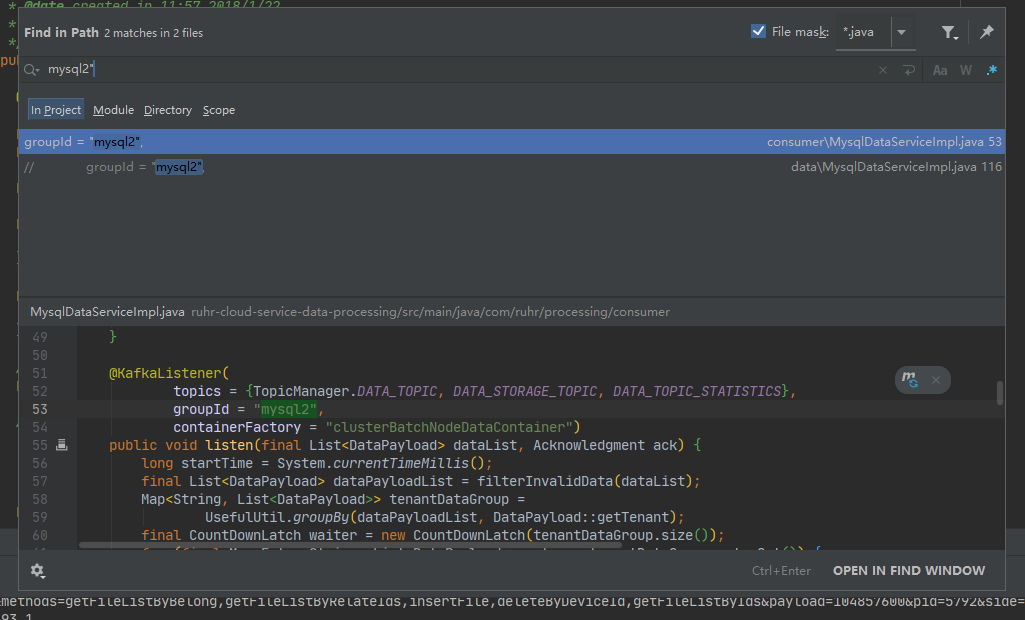 * @date created in 11:57 2018/1/22
*
*
pu
Find in Path 2 matches in 2 files
File mask: *.java
mysql2"
Aa W .*
In Project Module Directory Scope
groupId = "mysql2", consumer\MysqlDataServiceImpl.java 53
// groupId = "mysql2", data\MysqlDataServiceImpl.java 116
MysqlDataServiceImpl.java ruhr-cloud-service-data-processing/src/main/java/com/ruhr/processing/consumer
49 }
50
51 @KafkaListener(
52 topics = {TopicManager.DATA_TOPIC, DATA_STORAGE_TOPIC, DATA_TOPIC_STATISTICS},
53 groupId = "mysql2",
54 containerFactory = "clusterBatchNodeDataContainer")
55 public void listen(final List<DataPayload> dataList, Acknowledgment ack) {
56 long startTime = System.currentTimeMillis();
57 final List<DataPayload> dataPayloadList = filterInvalidData(dataList);
58 Map<String, List<DataPayload>> tenantDataGroup =
59 UsefulUtil.groupBy(dataPayloadList, DataPayload::getTenant);
60 final CountDownLatch waiter = new CountDownLatch(tenantDataGroup.size());
Ctrl+Enter OPEN IN FIND WINDOW
&methods=getFileListByBelong,getFileListByRelateIds,insertFile,deleteByDeviceId,getFileListByIds&payload=104857600&pid=5792&side=
93.1